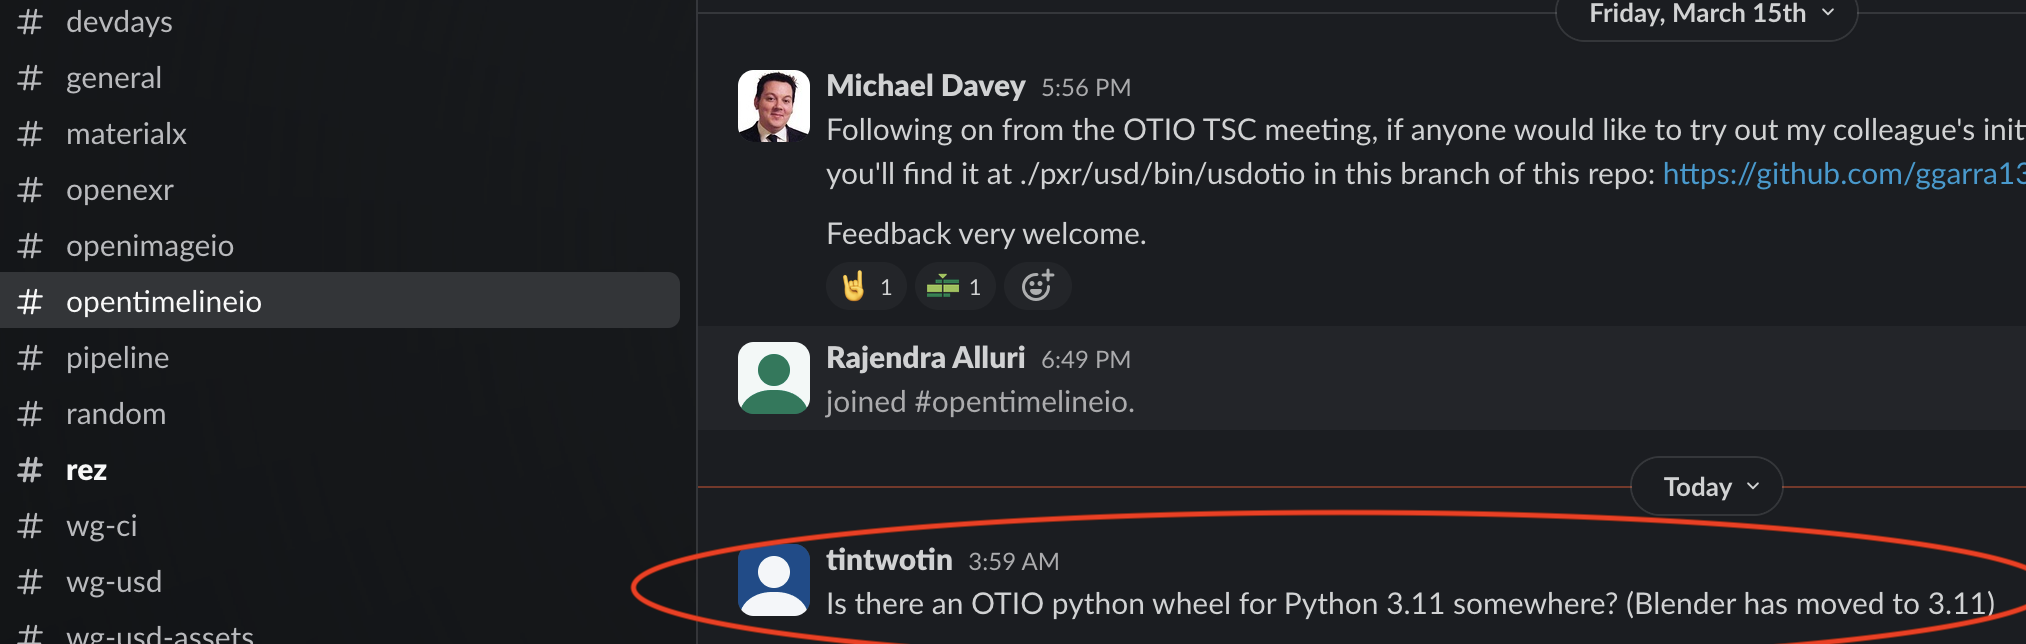 # devdays
# general
# materialx
# openexr
# openimageio
# opentimelineio
# pipeline
# random
# rez
# wg-ci
# wg-usd
# wg-usd-assets
Friday, March 15th
Michael Davey 5:56 PM
Following on from the OTIO TSC meeting, if anyone would like to try out my colleague's
you'll find it at ./pxr/usd/bin/usdotio in this branch of this repo: https://github.com/ggarra13
Feedback very welcome.
🤘 1 1
Rajendra Alluri 6:49 PM
joined #opentimelineio.
Today
tintwotin 3:59 AM
Is there an OTIO python wheel for Python 3.11 somewhere? (Blender has moved to 3.11)